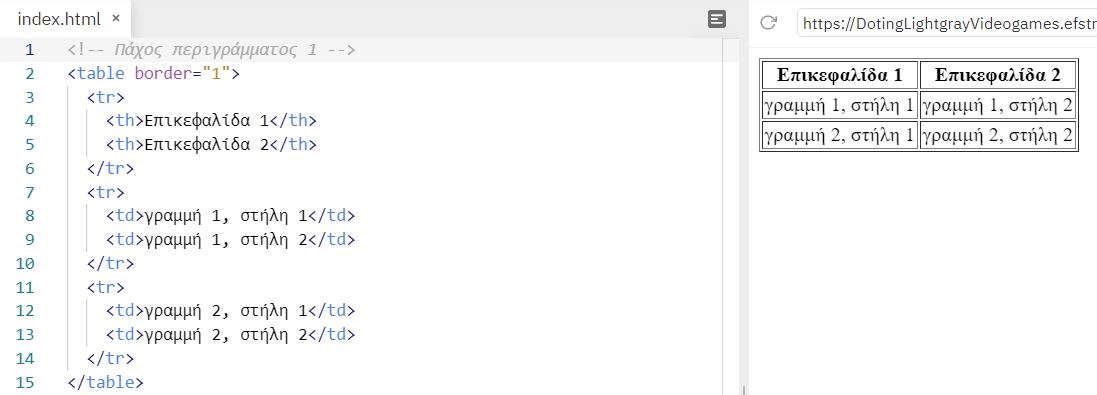 index.html ×
https://DotingLightgrayVideogames.efstr
1 <!-- Πάχος περιγράμματος 1 -->
2 <table border="1">
3 <tr>
4 <th>Επικεφαλίδα 1</th>
5 <th>Επικεφαλίδα 2</th>
6 </tr>
7 <tr>
8 <td>γραμμή 1, στήλη 1</td>
9 <td>γραμμή 1, στήλη 2</td>
10 </tr>
11 <tr>
12 <td>γραμμή 2, στήλη 1</td>
13 <td>γραμμή 2, στήλη 2</td>
14 </tr>
15 </table>
Επικεφαλίδα 1 Επικεφαλίδα 2
γραμμή 1, στήλη 1 γραμμή 1, στήλη 2
γραμμή 2, στήλη 1 γραμμή 2, στήλη 2